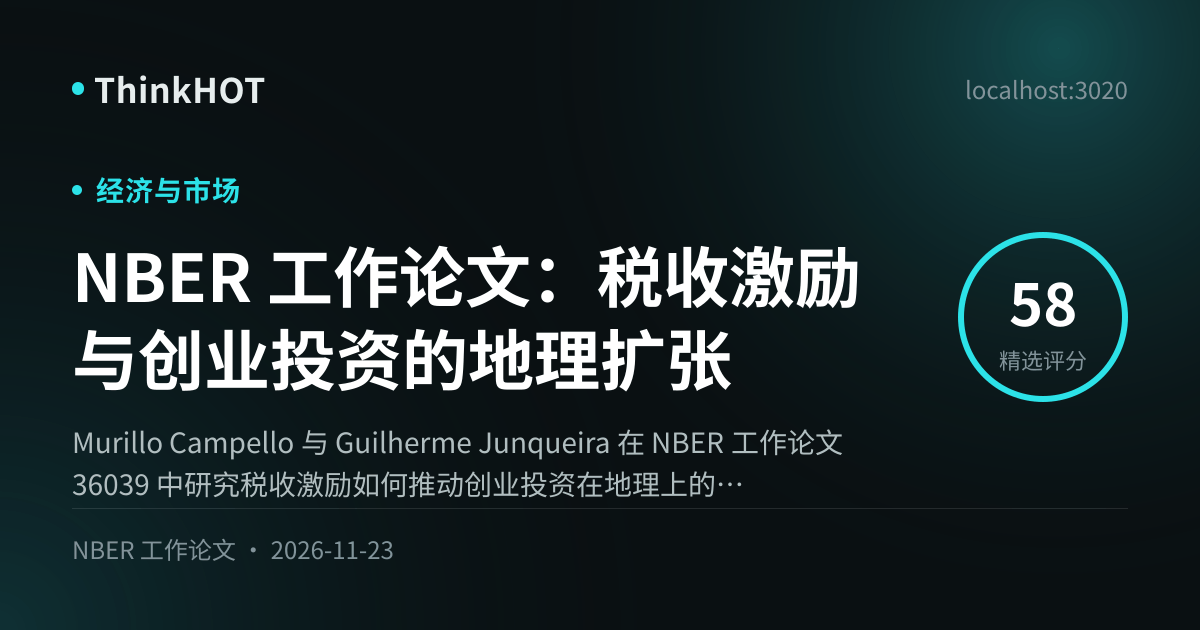 ThinkHOT
localhost:3020
经济与市场
NBER 工作论文：税收激励
与创业投资的地理扩张
58
精选评分
Murillo Campello 与 Guilherme Junqueira 在 NBER 工作论文
36039 中研究税收激励如何推动创业投资在地理上的…
NBER 工作论文 · 2026-11-23